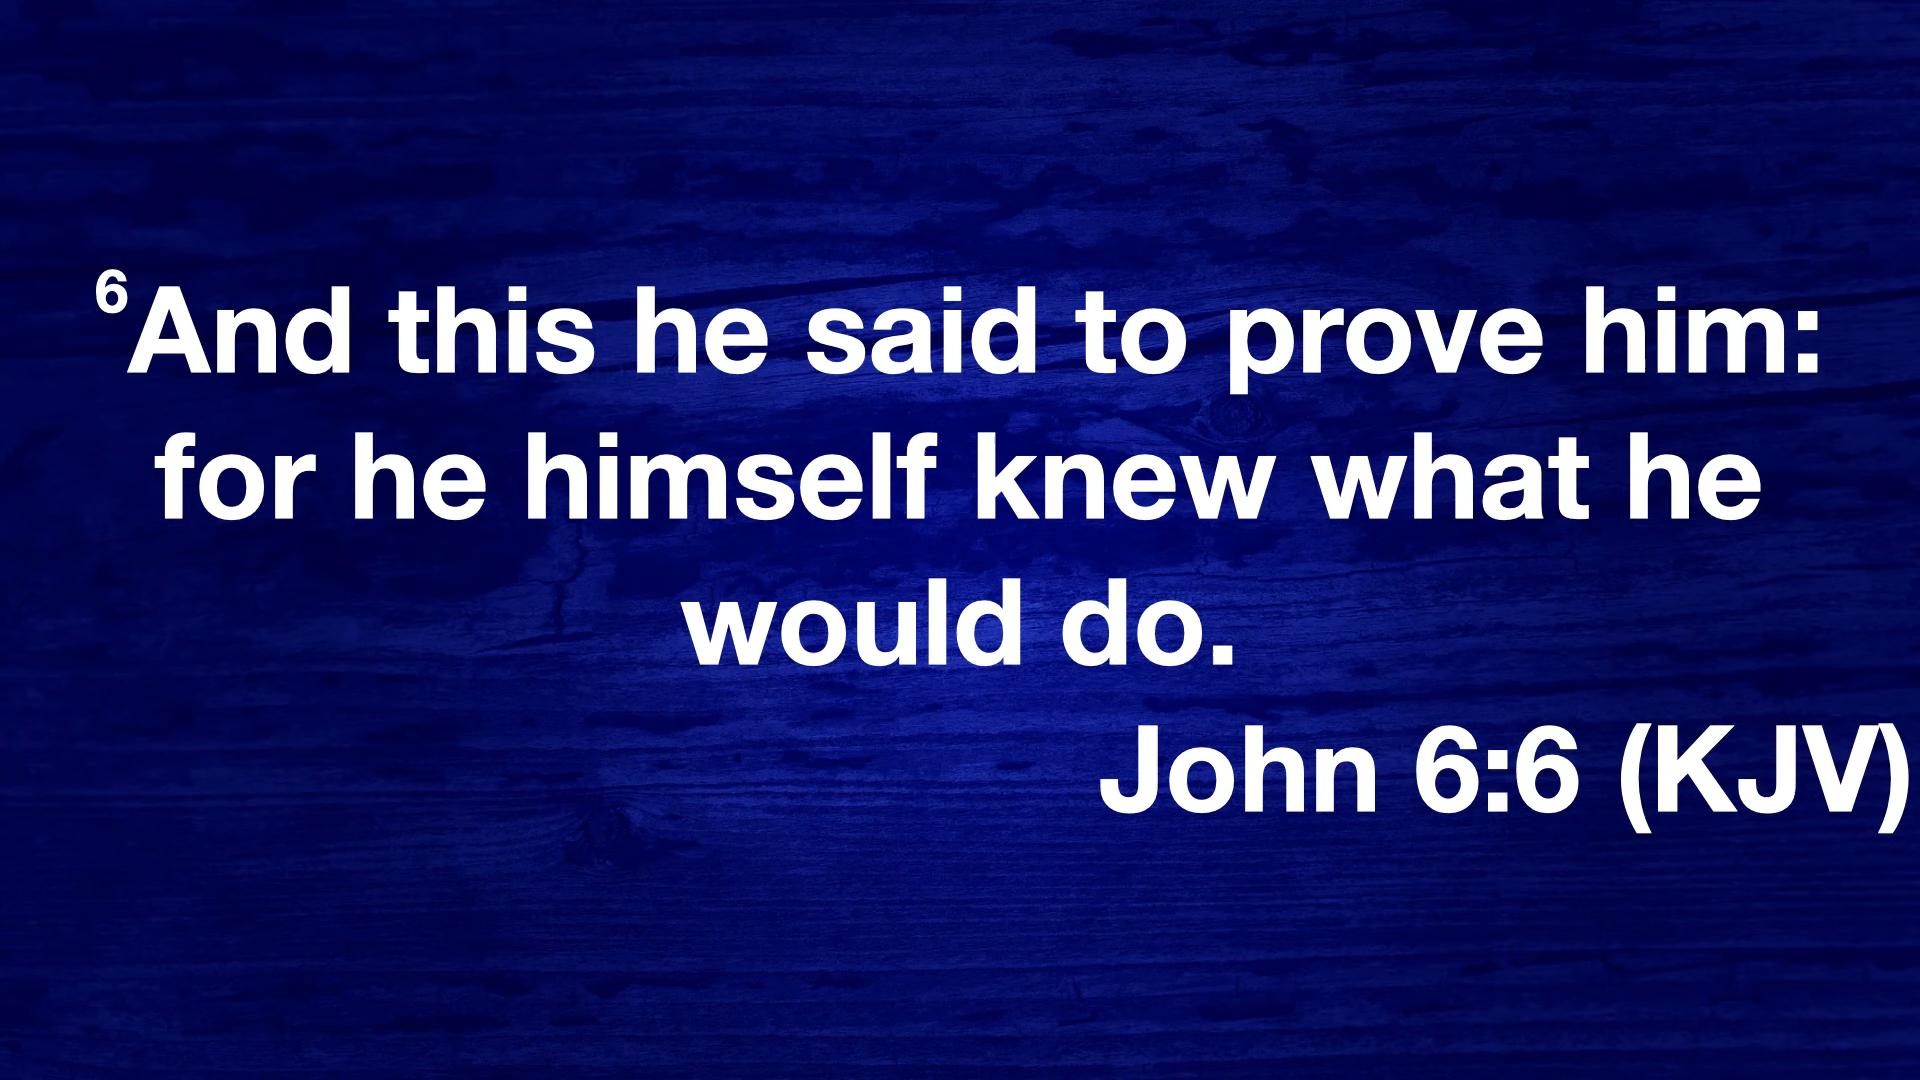 ⁶And this he said to prove him:
for he himself knew what he
would do.
John 6:6 (KJV)